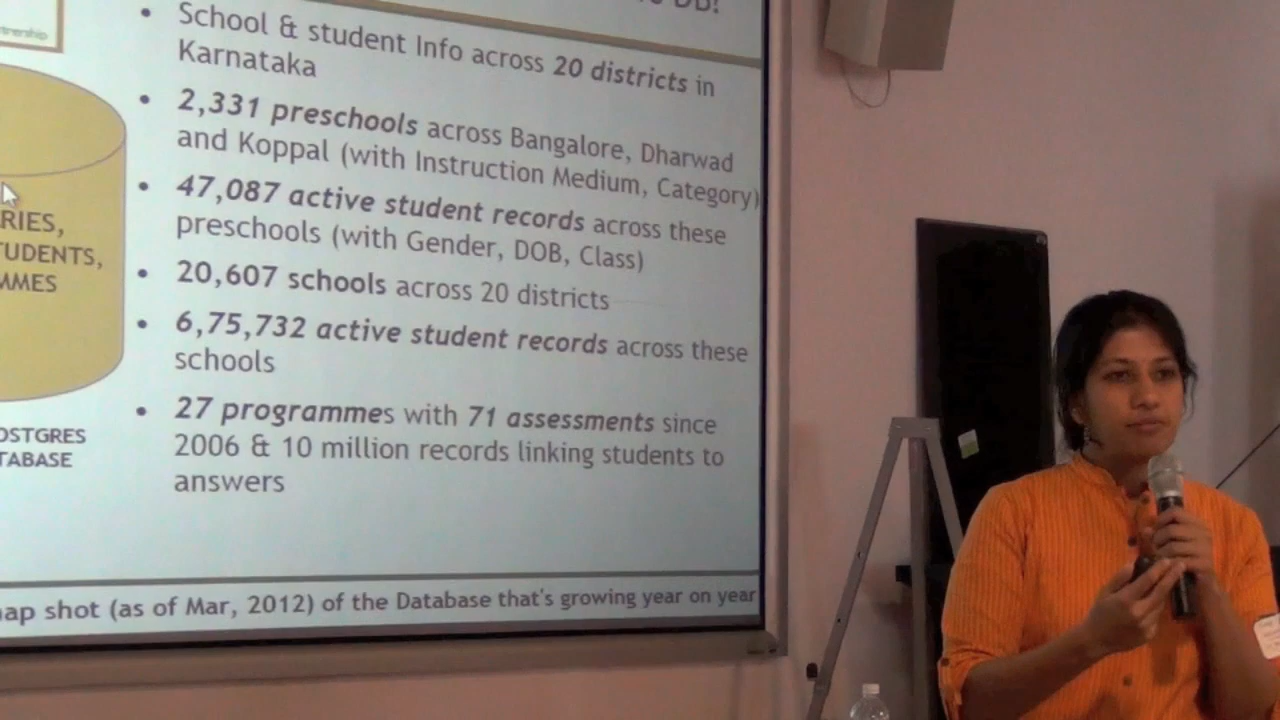 DB!
• School & student Info across 20 districts in
Karnataka
• 2,331 preschools across Bangalore, Dharwad
and Koppal (with Instruction Medium, Category)
• 47,087 active student records across these
preschools (with Gender, DOB, Class)
• 20,607 schools across 20 districts
• 6,75,732 active student records across these
schools
• 27 programmes with 71 assessments since
2006 & 10 million records linking students to
answers
RIES,
TUDENTS,
MMES
OSTGRES
TABASE
nap shot (as of Mar, 2012) of the Database that's growing year on year